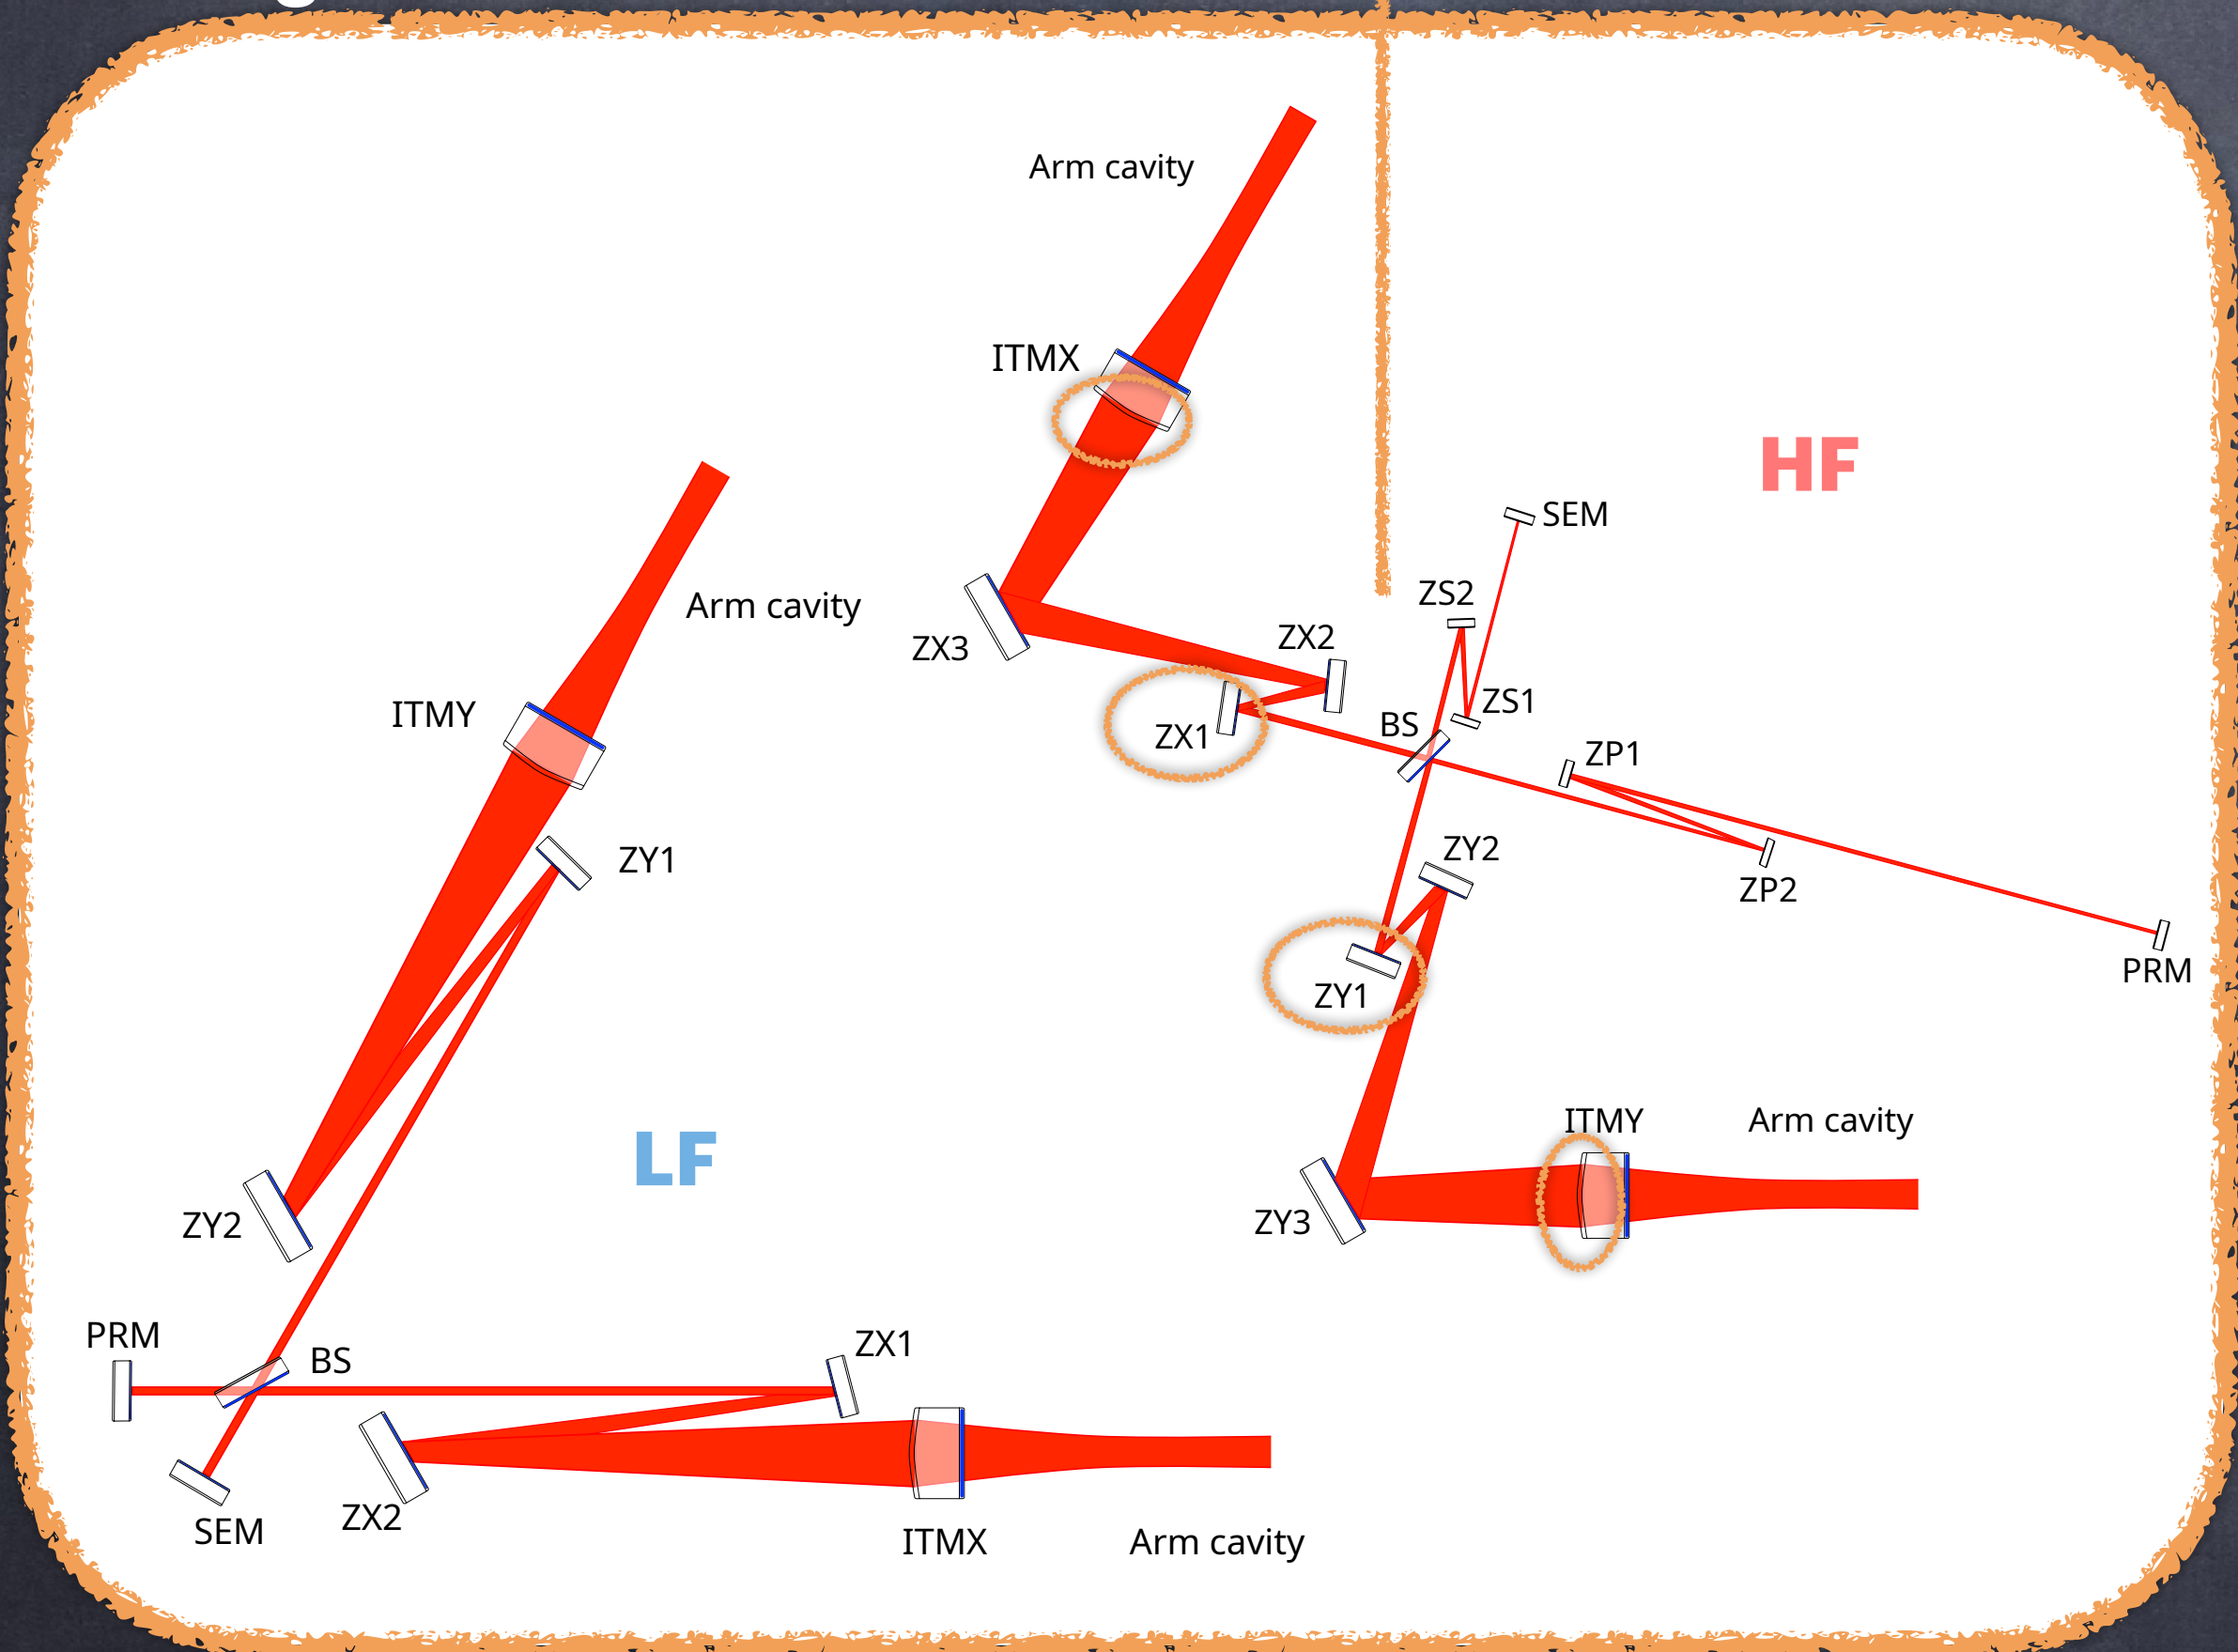 Arm cavity
ITMX
HF
SEM
ZS2
Arm cavity
ZX3
ZX2
ZS1
ITMY
BS
ZX1
ZP1
ZY1
ZY2
ZP2
PRM
ZY1
ITMY
Arm cavity
LF
ZY2
ZY3
PRM
BS
ZX1
ZX2
SEM
ITMX
Arm cavity